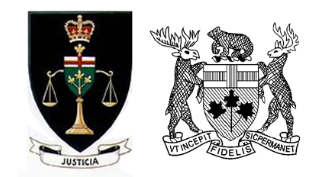 JUSTICIA
VT INCEPIT
FIDELIS
SIC PERMANET